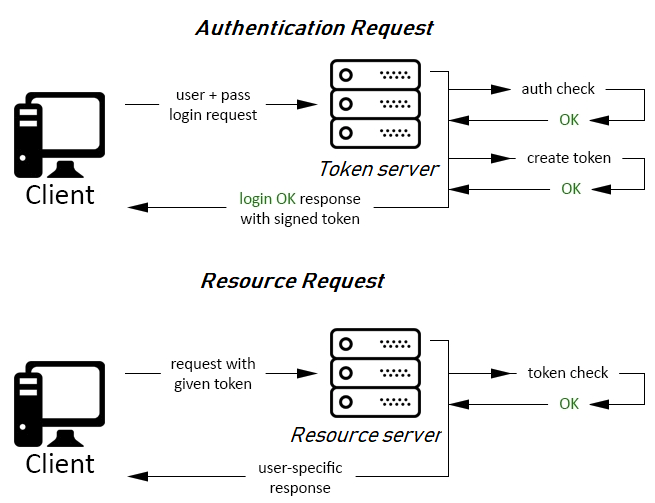 Authentication Request
user + pass
login request
auth check
OK
create token
OK
Token server
Client
login OK response
with signed token
Resource Request
request with
given token
token check
OK
Resource server
Client
user-specific
response